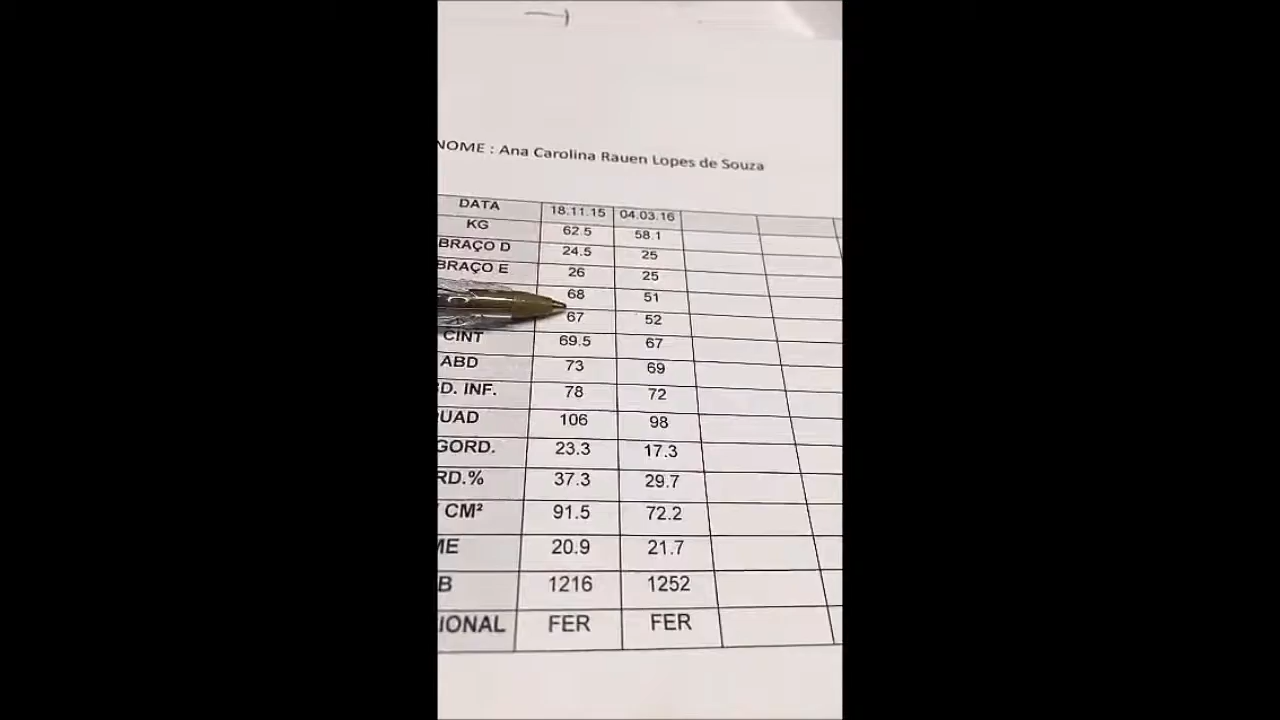 NOME : Ana Carolina Rauen Lopes de Souza
DATA 18.11.15 04.03.16
KG 62.5 58.1
BRAÇO D 24.5 25
BRAÇO E 26 25
68 51
67 52
CINT 69.5 67
ABD 73 69
D. INF. 78 72
UAD 106 98
GORD. 23.3 17.3
RD.% 37.3 29.7
CM² 91.5 72.2
ME 20.9 21.7
B 1216 1252
IONAL FER FER